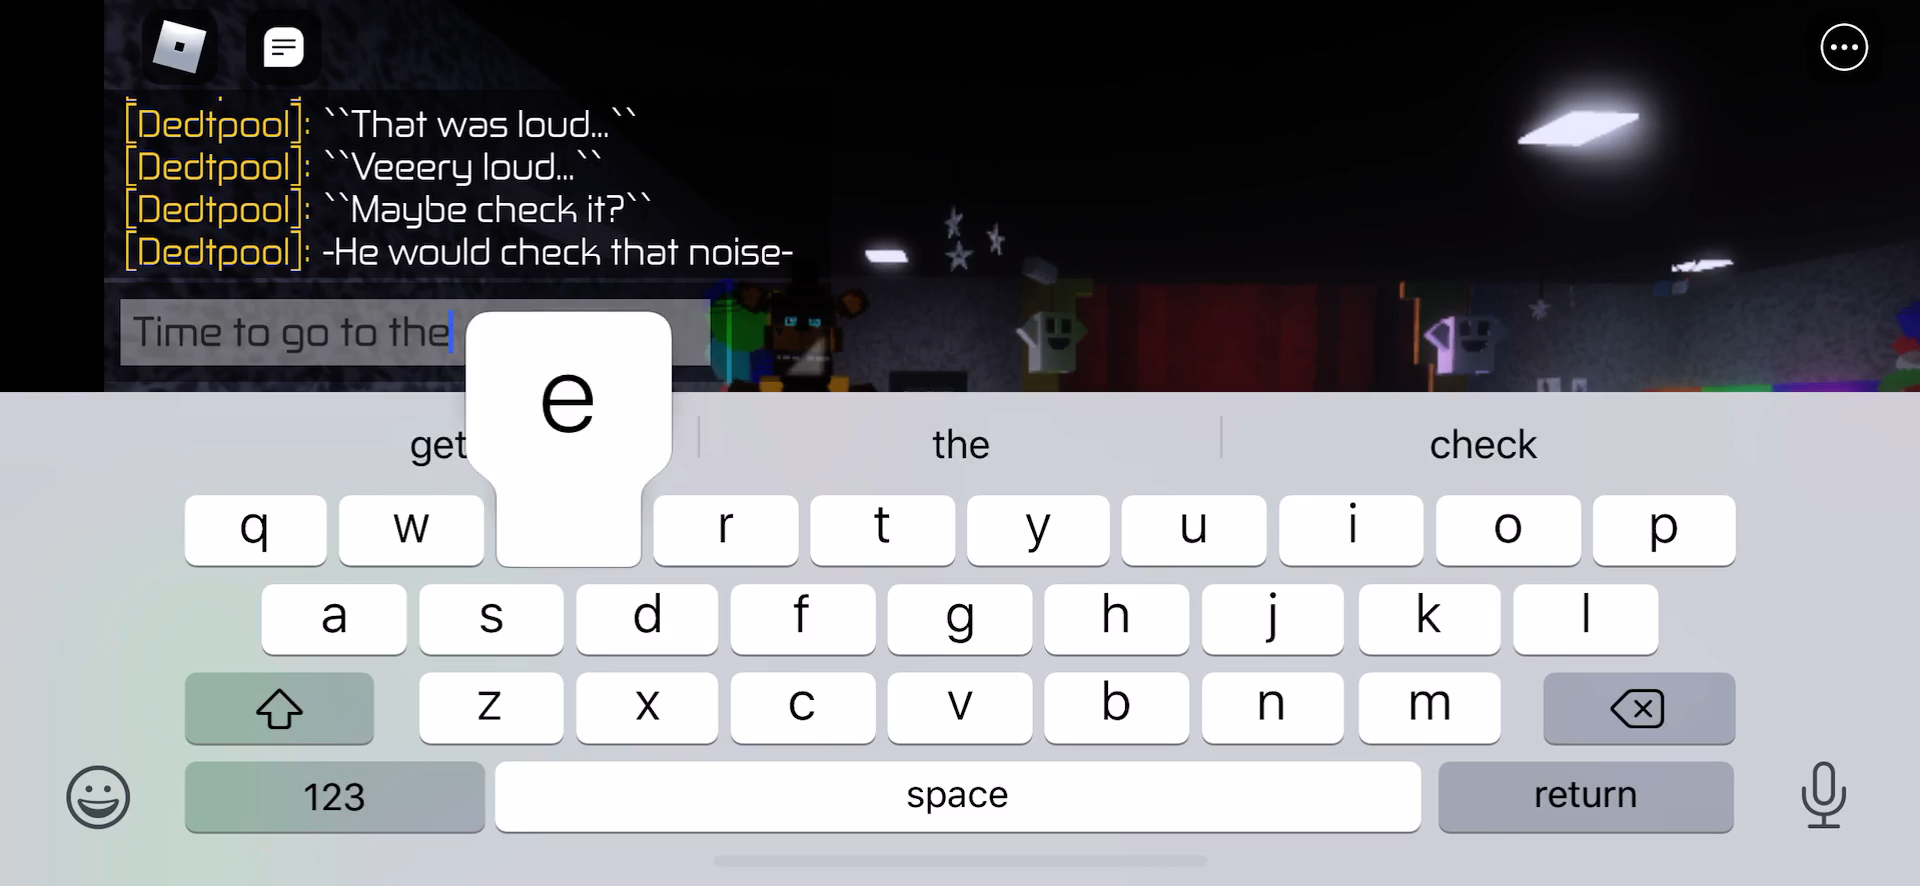 [Dedtpool]: ``That was loud...``
[Dedtpool]: ``Veeery loud...``
[Dedtpool]: ``Maybe check it?``
[Dedtpool]: -He would check that noise-
Time to go to the
e
get
the
check
q w r t y u i o p
a s d f g h j k l
z x c v b n m
123 space return